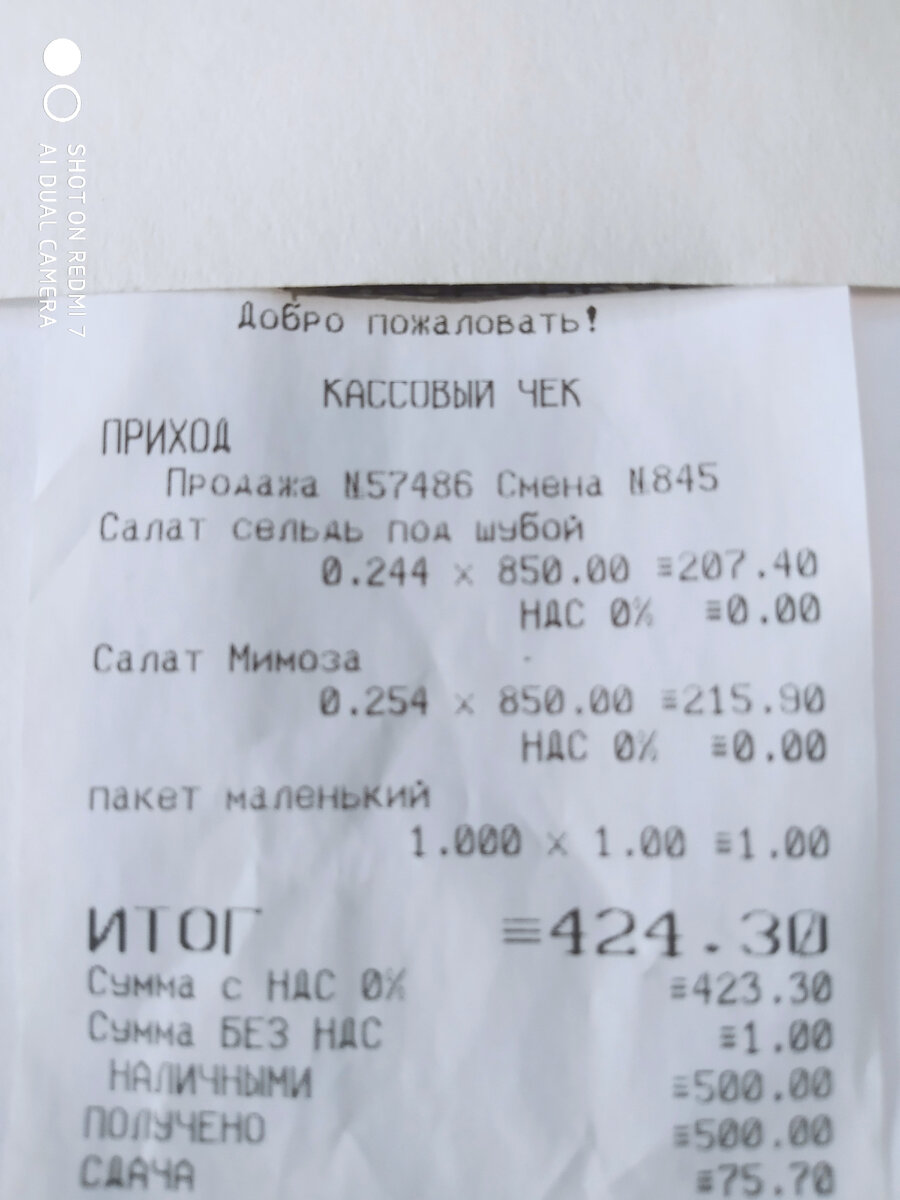 SHOT ON REDMI 7
AI DUAL CAMERA
Добро пожаловать!
КАССОВЫЙ ЧЕК
ПРИХОД
Продажа №57486 Смена №845
Салат сельдь под шубой
0.244 × 850.00 ≡207.40
НДС 0% ≡0.00
Салат Мимоза
0.254 × 850.00 ≡215.90
НДС 0% ≡0.00
пакет маленький
1.000 × 1.00 ≡1.00
ИТОГ ≡424.30
Сумма с НДС 0% ≡423.30
Сумма БЕЗ НДС ≡1.00
НАЛИЧНЫМИ ≡500.00
ПОЛУЧЕНО ≡500.00
СДАЧА ≡75.70